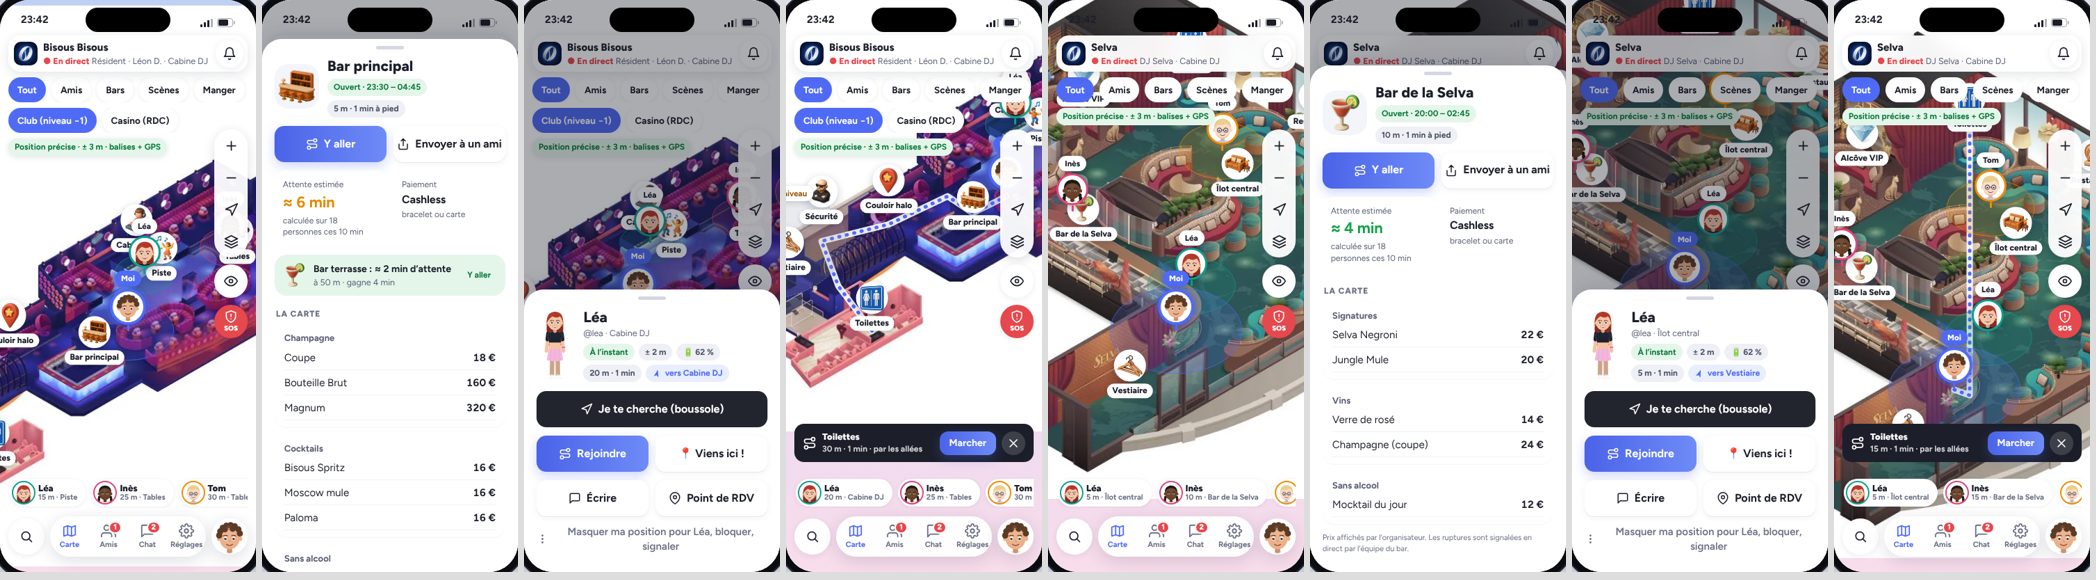 23:42
Bisous Bisous
En direct Résident · Léon D. · Cabine DJ
Tout
Amis
Bars
Scènes
Manger
Club (niveau −1)
Casino (RDC)
Position précise · ± 3 m · balises + GPS
Léa
Piste
Moi
Bar principal
SOS
Léa
15 m · Piste
Inès
25 m · Tables
Tom
30 m · Table
Carte
Amis
1
Chat
2
Réglages
23:42
Bar principal
Ouvert · 23:30 – 04:45
5 m · 1 min à pied
Y aller
Envoyer à un ami
Attente estimée
≈ 6 min
calculée sur 18
personnes ces 10 min
Paiement
Cashless
bracelet ou carte
Bar terrasse : ≈ 2 min d'attente
à 50 m · gagne 4 min
Y aller
LA CARTE
Champagne
Coupe
18 €
Bouteille Brut
160 €
Magnum
320 €
Cocktails
Bisous Spritz
16 €
Moscow mule
16 €
Paloma
16 €
Sans alcool
23:42
Bisous Bisous
En direct Résident · Léon D. · Cabine DJ
Tout
Amis
Bars
Scènes
Manger
Club (niveau −1)
Casino (RDC)
Position précise · ± 3 m · balises + GPS
Léa
Piste
Moi
Léa
@lea · Cabine DJ
À l'instant
± 2 m
62 %
20 m · 1 min
vers Cabine DJ
Je te cherche (boussole)
Rejoindre
Viens ici !
Écrire
Point de RDV
Masquer ma position pour Léa, bloquer,
signaler
23:42
Bisous Bisous
En direct Résident · Léon D. · Cabine DJ
Tout
Amis
Bars
Scènes
Manger
Club (niveau −1)
Casino (RDC)
Position précise · ± 3 m · balises + GPS
Sécurité
Couloir halo
Bar principal
Toilettes
SOS
Toilettes
30 m · 1 min · par les allées
Marcher
Léa
20 m · Cabine DJ
Inès
25 m · Tables
Tom
30 m
Carte
Amis
1
Chat
2
Réglages
23:42
Selva
En direct DJ Selva · Cabine DJ
Tout
Amis
Bars
Scènes
Manger
Position précise · ± 3 m · balises + GPS
Tom
Inès
Îlot central
Bar de la Selva
Léa
Moi
Vestiaire
SOS
Léa
5 m · Îlot central
Inès
10 m · Bar de la Selva
Carte
Amis
1
Chat
2
Réglages
23:42
Selva
En direct DJ Selva · Cabine DJ
Bar de la Selva
Ouvert · 20:00 – 02:45
10 m · 1 min à pied
Y aller
Envoyer à un ami
Attente estimée
≈ 4 min
calculée sur 18
personnes ces 10 min
Paiement
Cashless
bracelet ou carte
LA CARTE
Signatures
Selva Negroni
22 €
Jungle Mule
20 €
Vins
Verre de rosé
14 €
Champagne (coupe)
24 €
Sans alcool
Mocktail du jour
12 €
Prix affichés par l'organisateur. Les ruptures sont signalées en
direct par l'équipe du bar.
23:42
Selva
En direct DJ Selva · Cabine DJ
Tout
Amis
Bars
Scènes
Manger
Position précise · ± 3 m · balises + GPS
Îlot central
Bar de la Selva
Léa
Moi
Léa
@lea · Îlot central
À l'instant
± 2 m
62 %
5 m · 1 min
vers Vestiaire
Je te cherche (boussole)
Rejoindre
Viens ici !
Écrire
Point de RDV
Masquer ma position pour Léa, bloquer,
signaler
23:42
Selva
En direct DJ Selva · Cabine DJ
Tout
Amis
Bars
Scènes
Manger
Position précise · ± 3 m · balises + GPS
Alcôve VIP
Tom
Inès
Îlot central
Bar de la Selva
Léa
Moi
SOS
Toilettes
15 m · 1 min · par les allées
Marcher
Léa
5 m · Îlot central
Inès
15 m · Bar de la Selva
Carte
Amis
1
Chat
2
Réglages